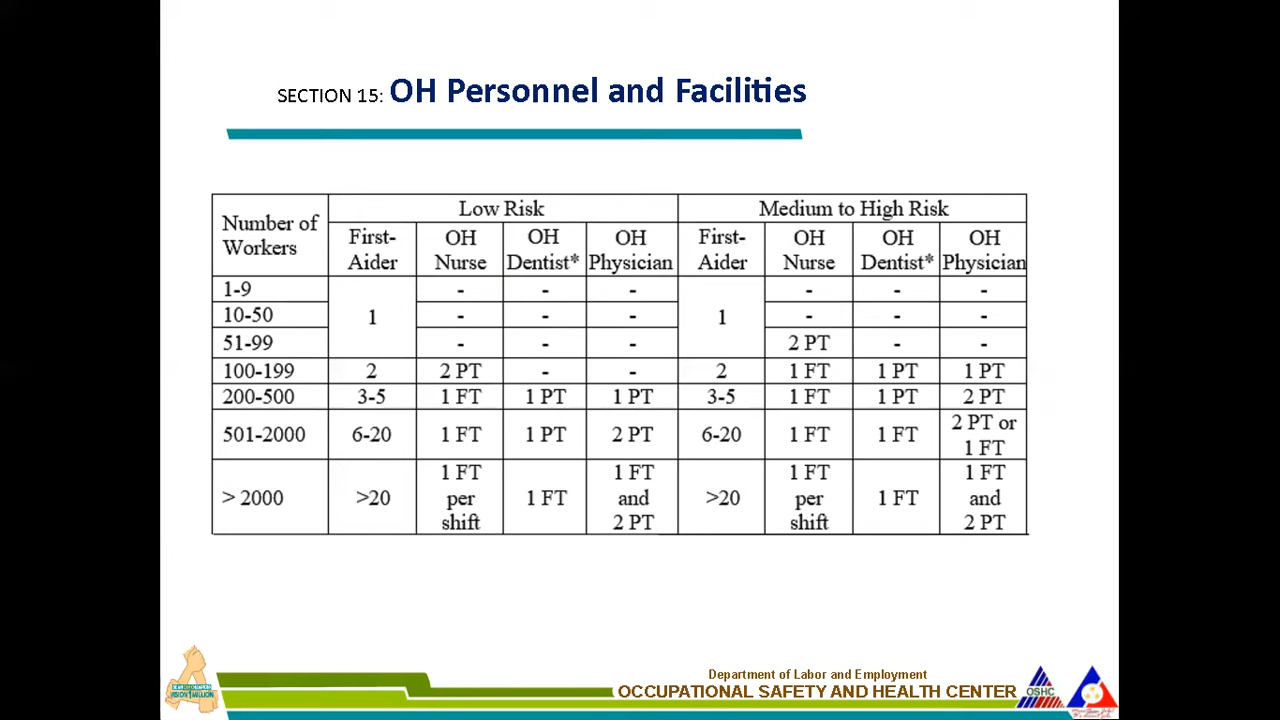 SECTION 15: OH Personnel and Facilities
Number of Workers | Low Risk | Medium to High Risk
First-Aider | OH Nurse | OH Dentist* | OH Physician | First-Aider | OH Nurse | OH Dentist* | OH Physician
1-9 | 1 | - | - | - | 1 | - | - | -
10-50 | - | - | - | - | - | -
51-99 | - | - | - | 2 PT | - | -
100-199 | 2 | 2 PT | - | - | 2 | 1 FT | 1 PT | 1 PT
200-500 | 3-5 | 1 FT | 1 PT | 1 PT | 3-5 | 1 FT | 1 PT | 2 PT
501-2000 | 6-20 | 1 FT | 1 PT | 2 PT | 6-20 | 1 FT | 1 FT | 2 PT or 1 FT
> 2000 | >20 | 1 FT per shift | 1 FT | 1 FT and 2 PT | >20 | 1 FT per shift | 1 FT | 1 FT and 2 PT
Department of Labor and Employment
OCCUPATIONAL SAFETY AND HEALTH CENTER
OSHC